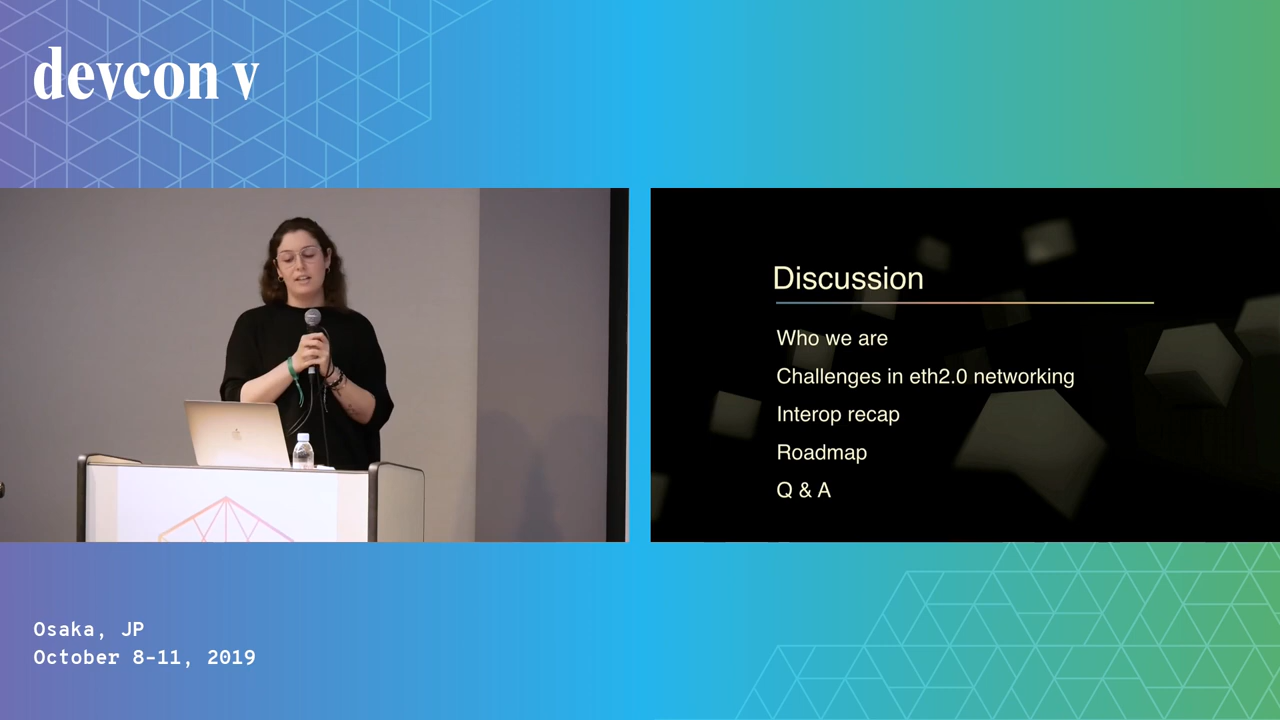 devcon v
Discussion
Who we are
Challenges in eth2.0 networking
Interop recap
Roadmap
Q & A
Osaka, JP
October 8-11, 2019